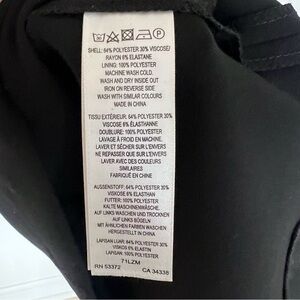 SHELL: 64% POLYESTER 30% VISCOSE/
RAYON 6% ELASTANE
LINING: 100% POLYESTER
MACHINE WASH COLD.
WASH AND DRY INSIDE OUT
IRON ON REVERSE SIDE
WASH WITH SIMILAR COLOURS
MADE IN CHINA
TISSU EXTÉRIEUR: 64% POLYESTER 30%
VISCOSE 6% ÉLASTHANNE
DOUBLURE: 100% POLYESTER
LAVAGE À FROID EN MACHINE.
LAVER ET SÉCHER SUR L'ENVERS
NE REPASSER QUE SUR L'ENVERS
LAVER AVEC DES COULEURS
SIMILAIRES
FABRIQUÉ EN CHINE
AUSSENSTOFF: 64% POLYESTER 30%
VISKOSE 6% ELASTHAN
FUTTER: 100% POLYESTER
KALTE MASCHINENWÄSCHE.
AUF LINKS WASCHEN UND TROCKNEN
AUF LINKS BÜGELN
MIT ÄHNLICHEN FARBEN WASCHEN
HERGESTELLT IN CHINA
LAPISAN LUAR: 64% POLYESTER 30%
VISKOS 6% ELASTIN
LAPISAN: 100% POLYESTER
71LZM
RN 53372 CA 34338